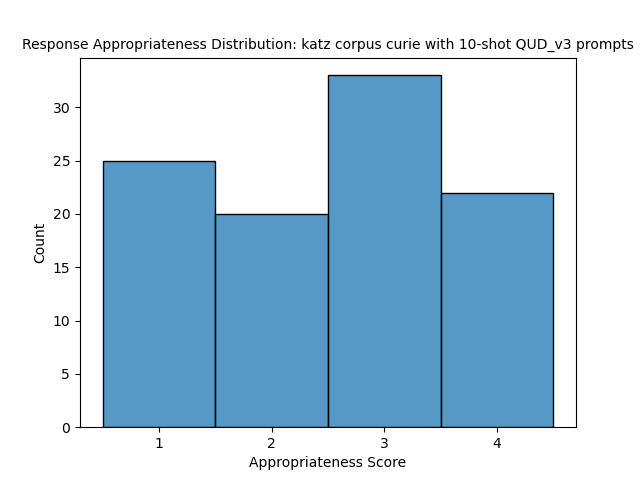 Response Appropriateness Distribution: katz corpus curie with 10-shot QUD_v3 prompts
30
25
20
15
10
5
0
Count
1 2 3 4
Appropriateness Score